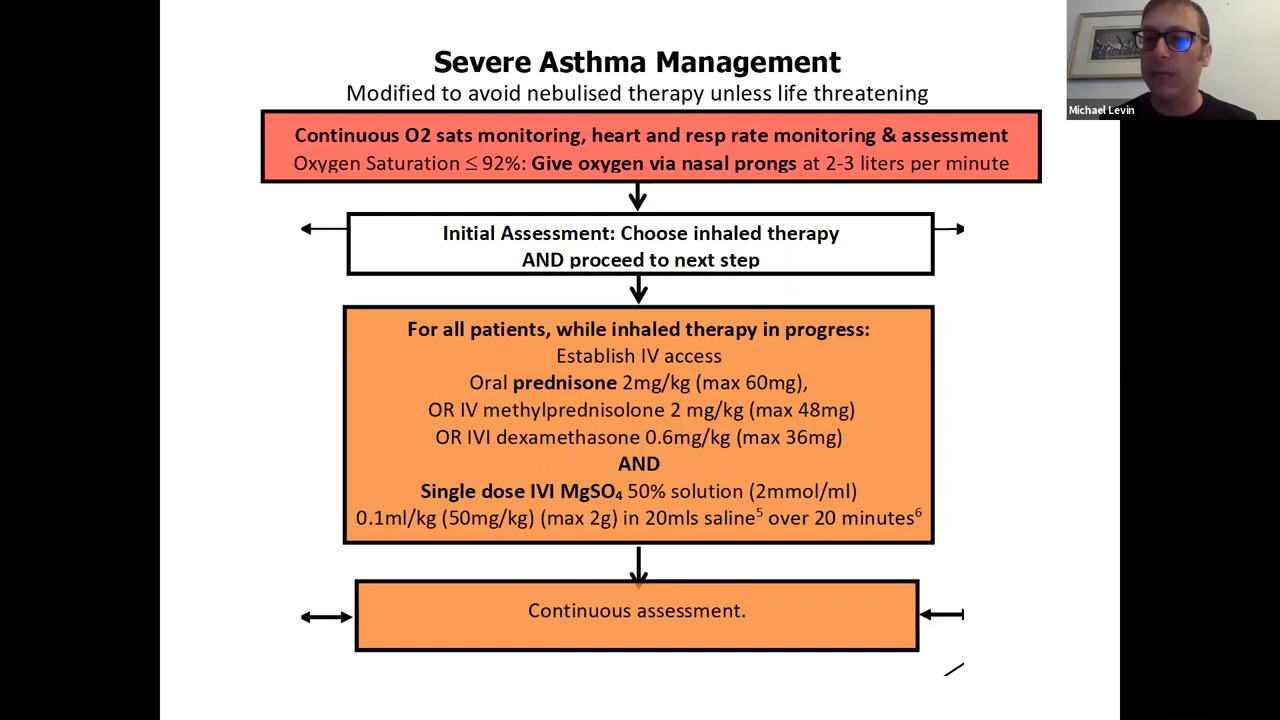 Severe Asthma Management
Modified to avoid nebulised therapy unless life threatening
Continuous O2 sats monitoring, heart and resp rate monitoring & assessment
Oxygen Saturation ≤ 92%: Give oxygen via nasal prongs at 2-3 liters per minute
Initial Assessment: Choose inhaled therapy
AND proceed to next step
For all patients, while inhaled therapy in progress:
Establish IV access
Oral prednisone 2mg/kg (max 60mg),
OR IV methylprednisolone 2 mg/kg (max 48mg)
OR IVI dexamethasone 0.6mg/kg (max 36mg)
AND
Single dose IVI MgSO₄ 50% solution (2mmol/ml)
0.1ml/kg (50mg/kg) (max 2g) in 20mls saline⁵ over 20 minutes⁶
Continuous assessment.
Michael Levin